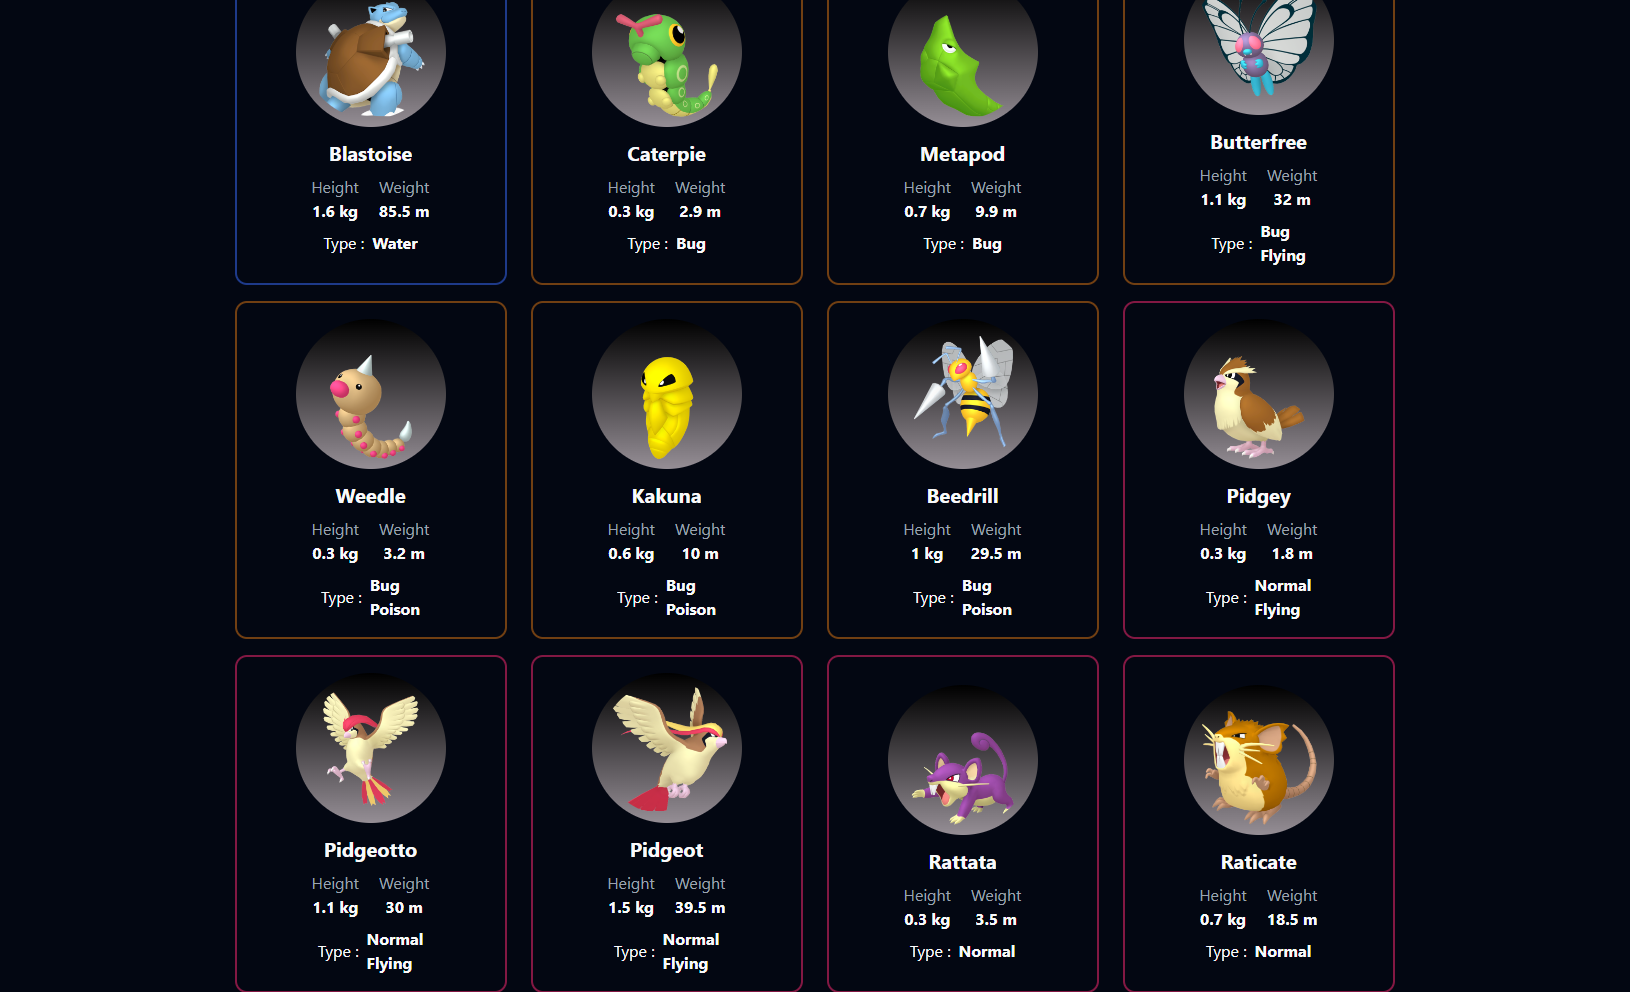 Blastoise
Height Weight
1.6 kg 85.5 m
Type : Water
Caterpie
Height Weight
0.3 kg 2.9 m
Type : Bug
Metapod
Height Weight
0.7 kg 9.9 m
Type : Bug
Butterfree
Height Weight
1.1 kg 32 m
Type : Bug
Flying
Weedle
Height Weight
0.3 kg 3.2 m
Type : Bug
Poison
Kakuna
Height Weight
0.6 kg 10 m
Type : Bug
Poison
Beedrill
Height Weight
1 kg 29.5 m
Type : Bug
Poison
Pidgey
Height Weight
0.3 kg 1.8 m
Type : Normal
Flying
Pidgeotto
Height Weight
1.1 kg 30 m
Type : Normal
Flying
Pidgeot
Height Weight
1.5 kg 39.5 m
Type : Normal
Flying
Rattata
Height Weight
0.3 kg 3.5 m
Type : Normal
Raticate
Height Weight
0.7 kg 18.5 m
Type : Normal